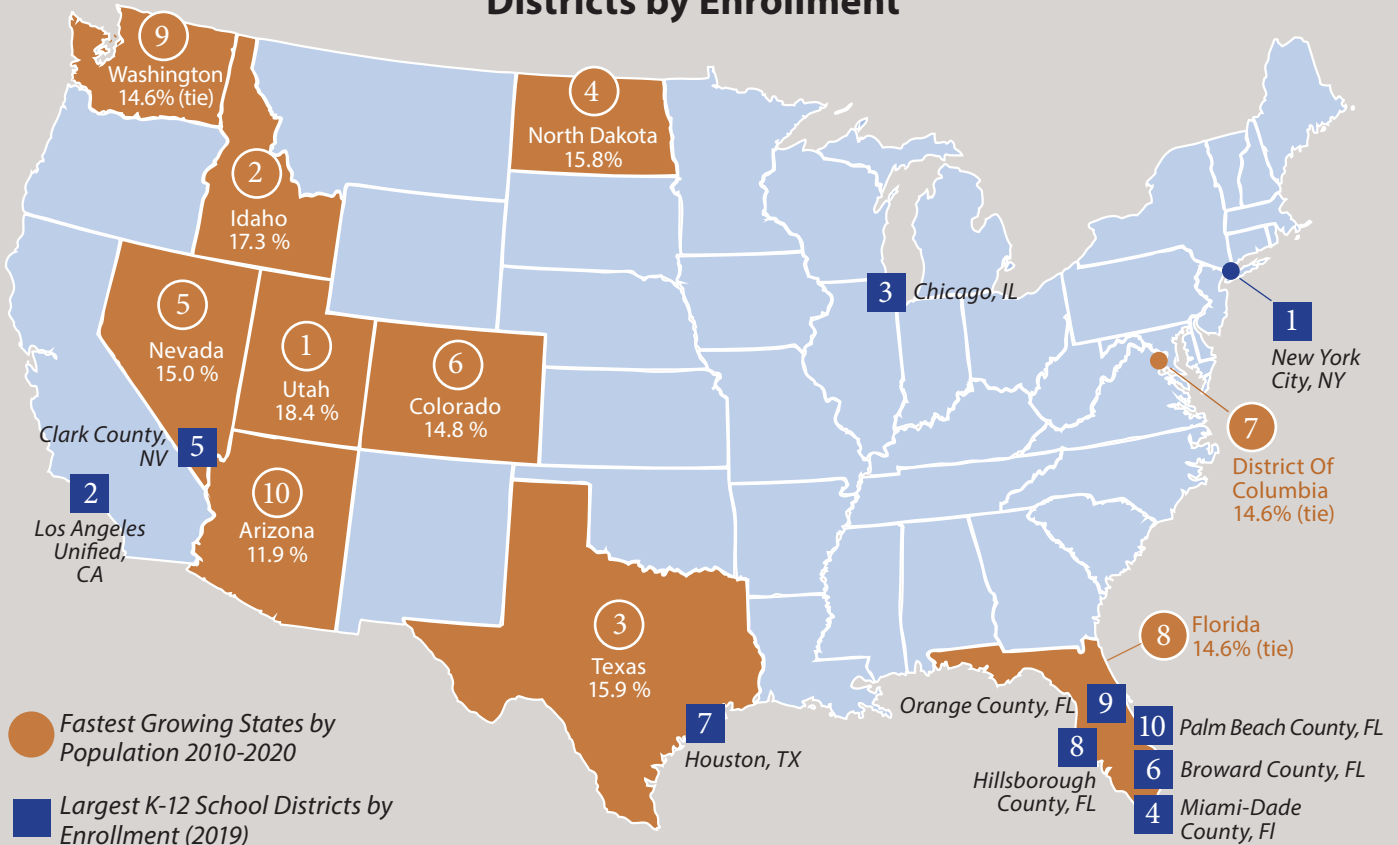 Districts by Enrollment
9
Washington
14.6% (tie)
4
North Dakota
15.8%
2
Idaho
17.3 %
3
Chicago, IL
1
New York
City, NY
5
Nevada
15.0 %
1
Utah
18.4 %
6
Colorado
14.8 %
7
District Of
Columbia
14.6% (tie)
Clark County,
NV
5
2
Los Angeles
Unified,
CA
10
Arizona
11.9 %
3
Texas
15.9 %
8
Florida
14.6% (tie)
7
Houston, TX
Orange County, FL
9
10
Palm Beach County, FL
8
Hillsborough
County, FL
6
Broward County, FL
4
Miami-Dade
County, Fl
Fastest Growing States by
Population 2010-2020
Largest K-12 School Districts by
Enrollment (2019)